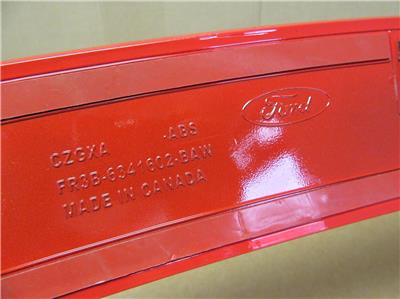 Ford
CZGXA ·ABS
FR3B-6341602-BAW
MADE IN CANADA